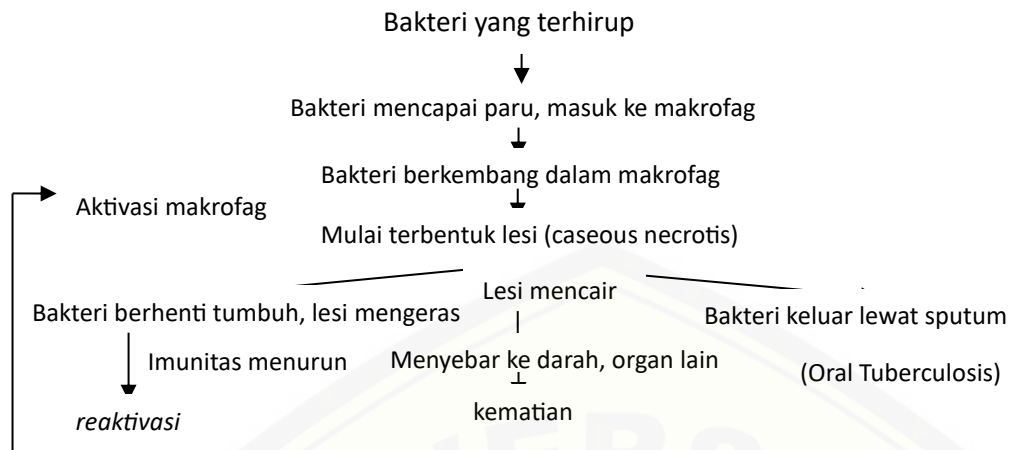 Bakteri yang terhirup
Bakteri mencapai paru, masuk ke makrofag
Bakteri berkembang dalam makrofag
Aktivasi makrofag
Mulai terbentuk lesi (caseous necrotis)
Lesi mencair
Bakteri berhenti tumbuh, lesi mengeras
Bakteri keluar lewat sputum
Imunitas menurun
Menyebar ke darah, organ lain
(Oral Tuberculosis)
reaktivasi
kematian